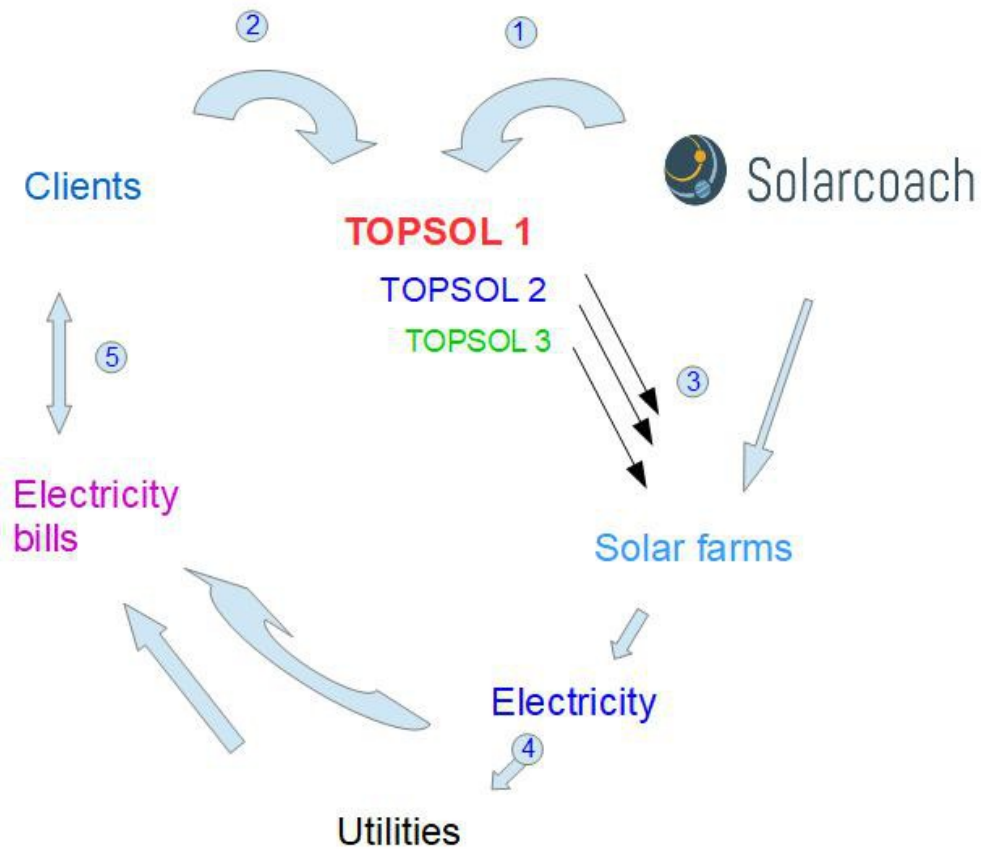 2
1
Clients
Solarcoach
TOPSOL 1
TOPSOL 2
TOPSOL 3
5
3
Electricity
bills
Solar farms
Electricity
4
Utilities